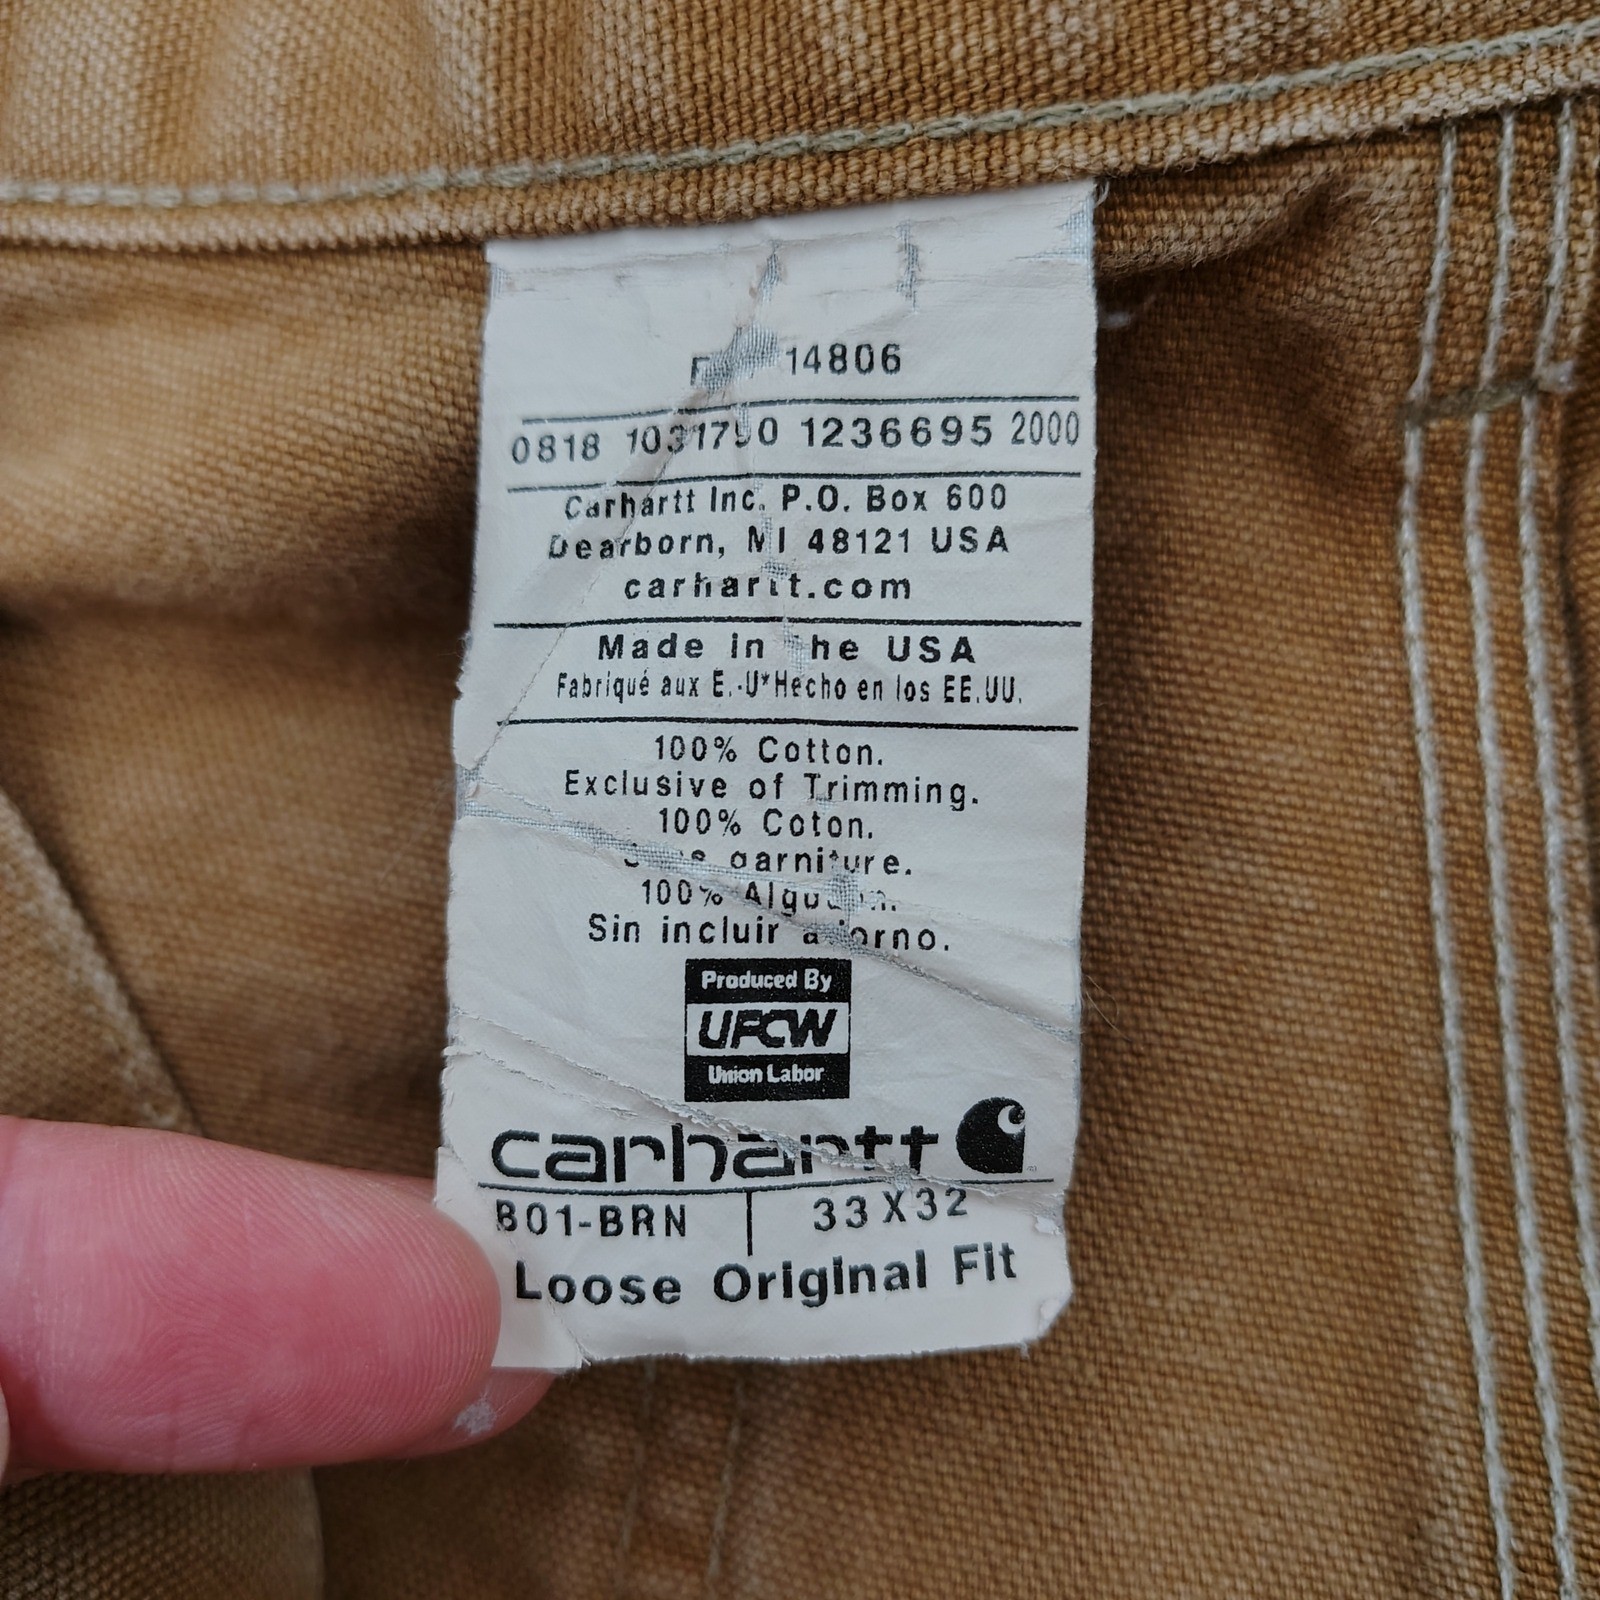 14806
0818 1236695 2000
Carhartt Inc. P.O. Box 600
Dearborn, MI 48121 USA
carhartt.com
Made in the USA
Fabriqué aux E.-U*Hecho en los EE.UU.
100% Cotton.
Exclusive of Trimming.
100% Coton.
garniture.
100% Algodon.
Sin incluir adorno.
Produced By
UFCW
Union Labor
carhartt
B01-BRN 33X32
Loose Original Fit